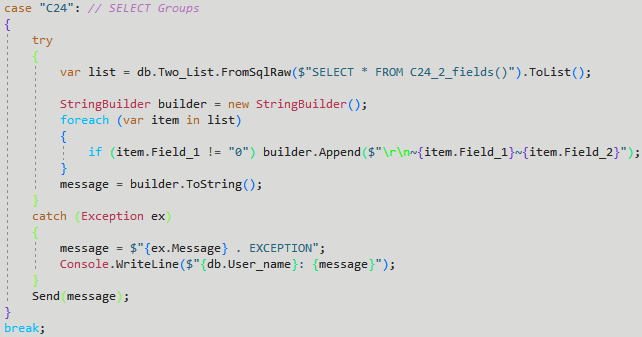 case "C24": // SELECT Groups
{
try
{
var list = db.Two_List.FromSqlRaw($"SELECT * FROM C24_2_fields()").ToList();
StringBuilder builder = new StringBuilder();
foreach (var item in list)
{
if (item.Field_1 != "0") builder.Append($"\r\n~{item.Field_1}~{item.Field_2}");
}
message = builder.ToString();
}
catch (Exception ex)
{
message = $"{ex.Message} . EXCEPTION";
Console.WriteLine($"{db.User_name}: {message}");
}
Send(message);
}
break;